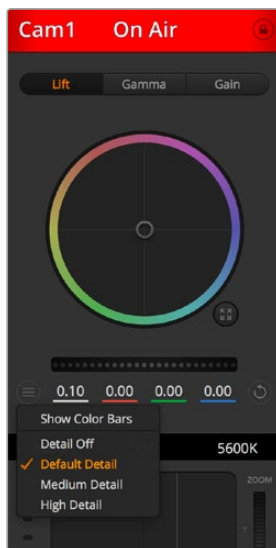 Cam1 On Air
Lift Gamma Gain
0.10 0.00 0.00 0.00
Show Color Bars
Detail Off
5600K
Default Detail
Medium Detail
High Detail
ZOOM
T